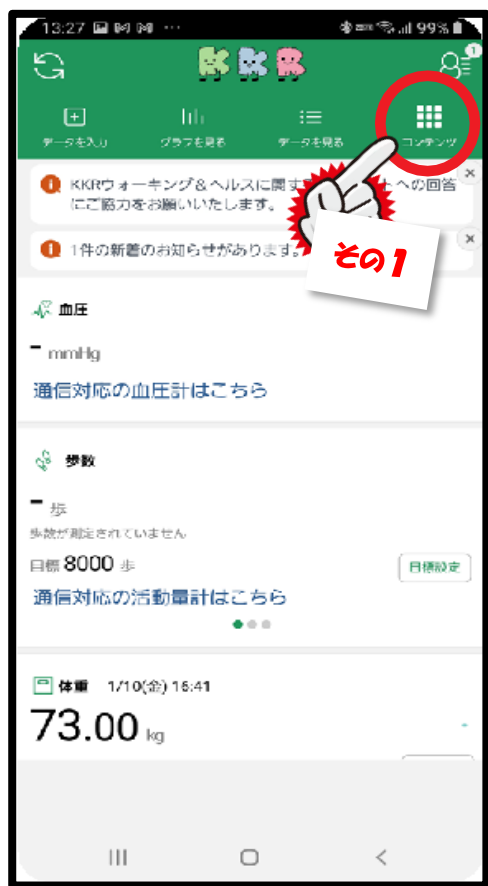 13:27
99%
1
データを入力
グラフを見る
データを見る
コンテンツ
KKRウォーキング&ヘルスに関す
トへの回答
にご協力をお願いいたします。
1件の新着のお知らせがあります。
その1
血圧
- mmHg
通信対応の血圧計はこちら
歩数
- 歩
歩数が測定されていません
目標 8000 歩
目標設定
通信対応の活動量計はこちら
体重 1/10(金) 16:41
73.00 kg
-